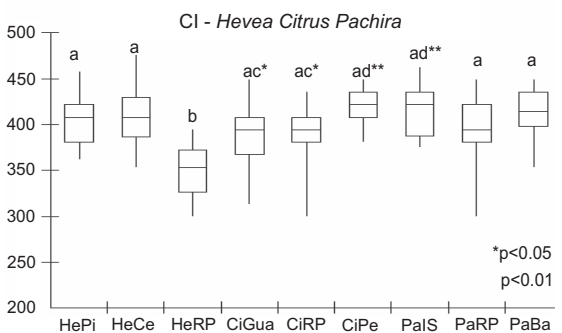 CI - Hevea Citrus Pachira
500
450
400
350
300
250
200
a
a
b
ac*
ac*
ad**
ad**
a
a
*p<0.05
p<0.01
HePi HeCe HeRP CiGua CiRP CiPe PaIS PaRP PaBa